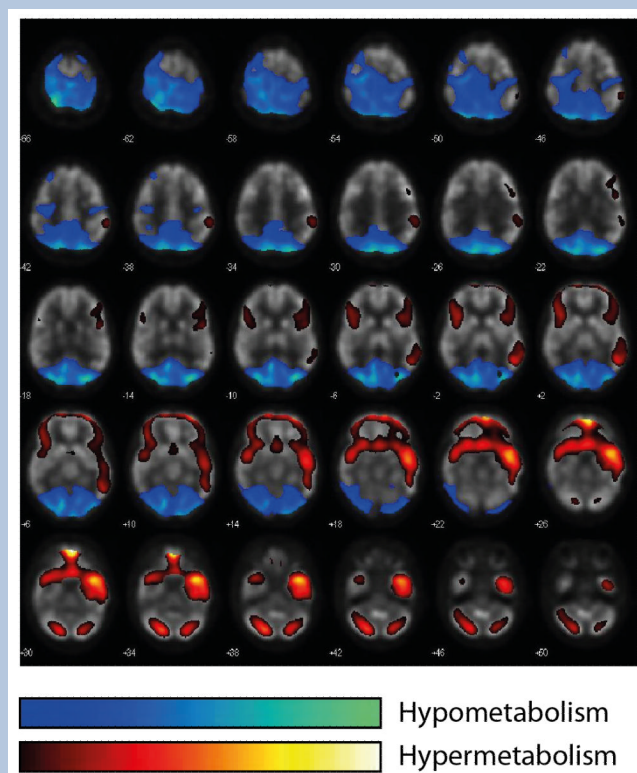 -66 -62 -58 -54 -50 -46
-42 -38 -34 -30 -26 -22
-18 -14 -10 -6 -2 +2
+6 +10 +14 +18 +22 +26
+30 +34 +38 +42 +46 +50
Hypometabolism
Hypermetabolism